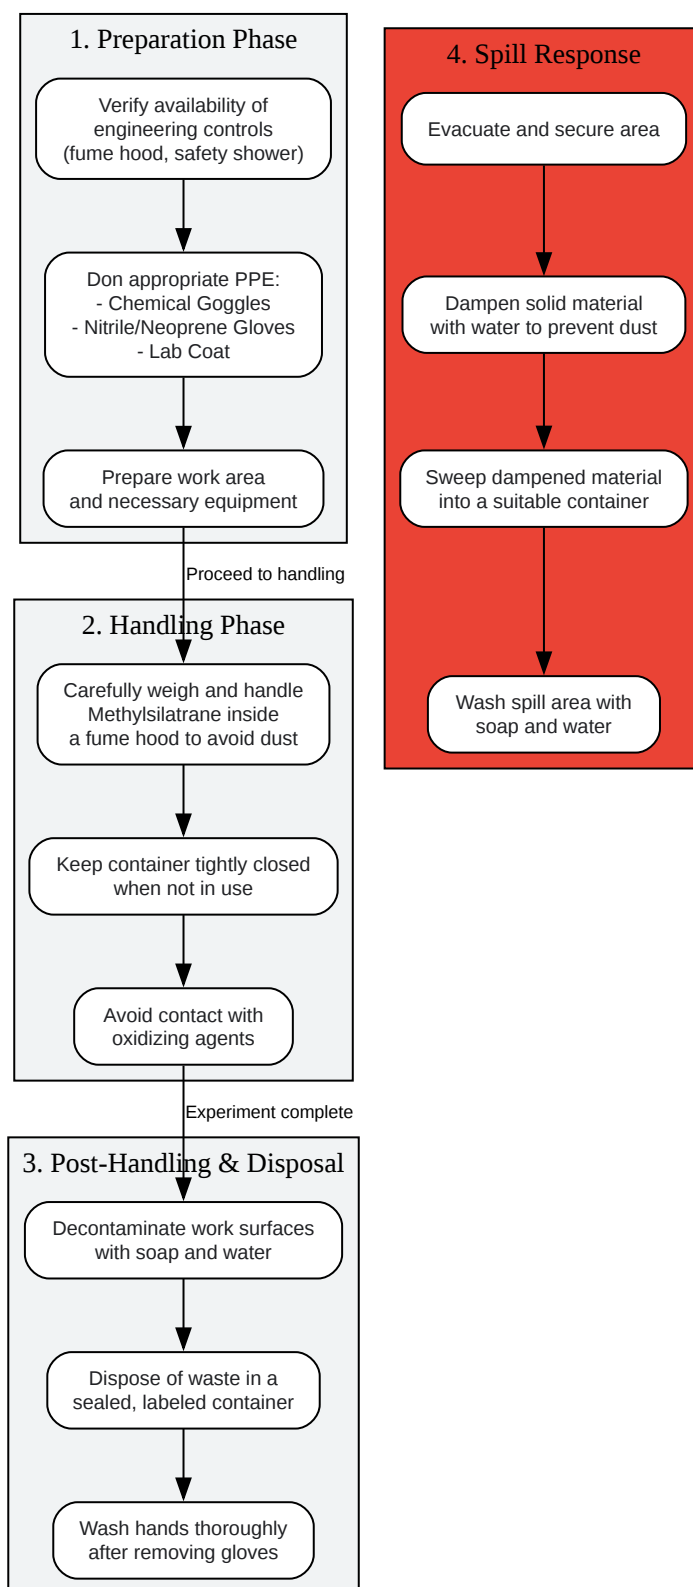 1. Preparation Phase
Verify availability of
engineering controls
(fume hood, safety shower)
Don appropriate PPE:
- Chemical Goggles
- Nitrile/Neoprene Gloves
- Lab Coat
Prepare work area
and necessary equipment
Proceed to handling
2. Handling Phase
Carefully weigh and handle
Methylsilatrane inside
a fume hood to avoid dust
Keep container tightly closed
when not in use
Avoid contact with
oxidizing agents
Experiment complete
3. Post-Handling & Disposal
Decontaminate work surfaces
with soap and water
Dispose of waste in a
sealed, labeled container
Wash hands thoroughly
after removing gloves
4. Spill Response
Evacuate and secure area
Dampen solid material
with water to prevent dust
Sweep dampened material
into a suitable container
Wash spill area with
soap and water